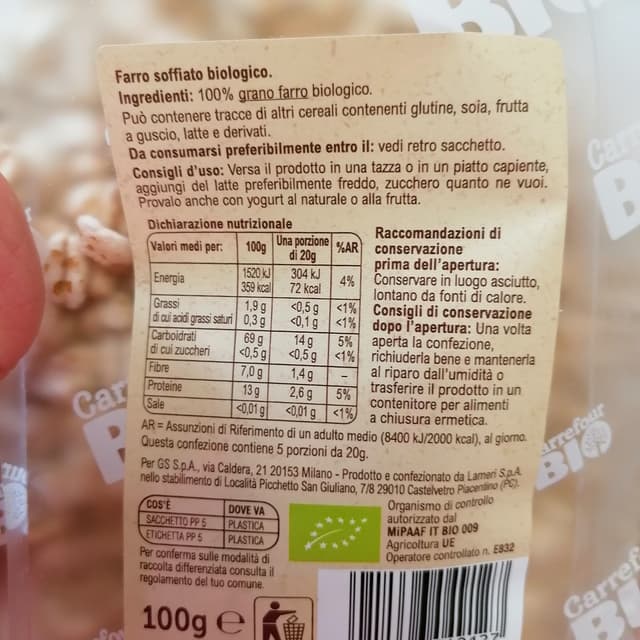 Farro soffiato biologico.
Ingredienti: 100% grano farro biologico.
Può contenere tracce di altri cereali contenenti glutine, soia, frutta
a guscio, latte e derivati.
Da consumarsi preferibilmente entro il: vedi retro sacchetto.
Consigli d'uso: Versa il prodotto in una tazza o in un piatto capiente,
aggiungi del latte preferibilmente freddo, zucchero quanto ne vuoi.
Provalo anche con yogurt al naturale o alla frutta.
Dichiarazione nutrizionale
Valori medi per: 100g Una porzione di 20g %AR
Energia 1520 kJ 304 kJ 4%
359 kcal 72 kcal
Grassi 1,9 g <0,5 g <1%
di cui acidi grassi saturi 0,3 g <0,1 g <1%
Carboidrati 69 g 14 g 5%
di cui zuccheri <0,5 g <0,5 g <1%
Fibre 7,0 g 1,4 g –
Proteine 13 g 2,6 g 5%
Sale <0,01 g <0,01 g <1%
Raccomandazioni di
conservazione
prima dell'apertura:
Conservare in luogo asciutto,
lontano da fonti di calore.
Consigli di conservazione
dopo l'apertura: Una volta
aperta la confezione,
richiuderla bene e mantenerla
al riparo dall'umidità o
trasferire il prodotto in un
contenitore per alimenti
a chiusura ermetica.
AR = Assunzioni di Riferimento di un adulto medio (8400 kJ/2000 kcal), al giorno.
Questa confezione contiene 5 porzioni da 20g.
Per GS S.p.A., via Caldera, 21 20153 Milano - Prodotto e confezionato da Lameri S.p.A.
nello stabilimento di Località Picchetto San Giuliano, 7/8 29010 Castelvetro Piacentino (PC).
COS'È DOVE VA
SACCHETTO PP 5 PLASTICA
ETICHETTA PP 5 PLASTICA
Per conferma sulle modalità di
raccolta differenziata consulta il
regolamento del tuo comune.
Organismo di controllo
autorizzato dal
MiPAAF IT BIO 009
Agricoltura UE
Operatore controllato n. E832
100g e
Carrefour
BIO